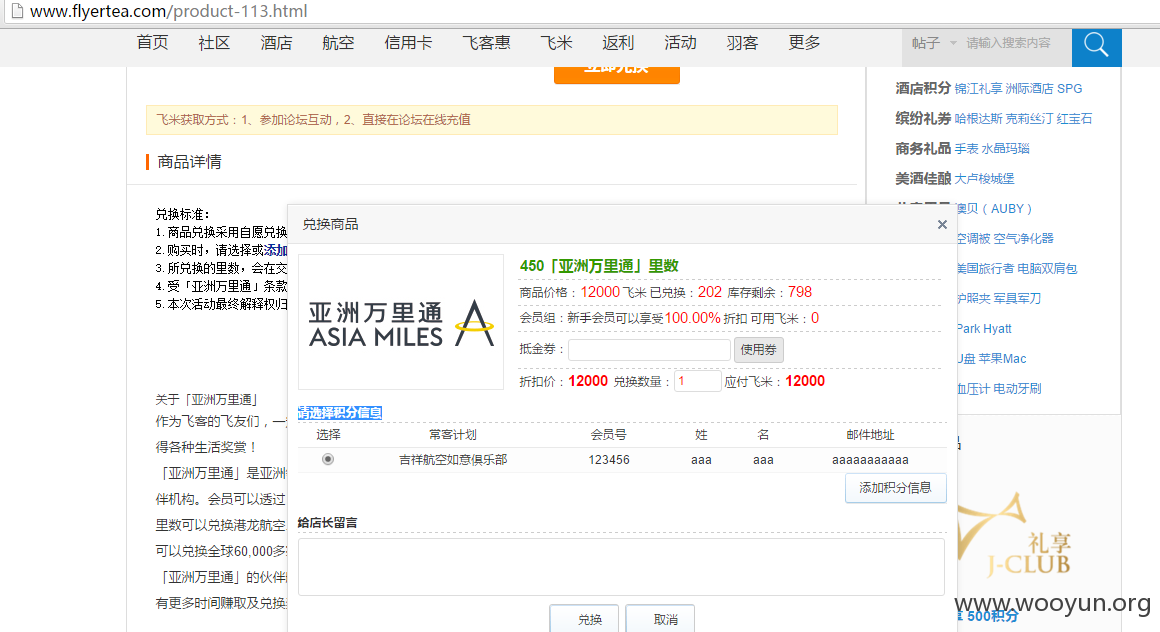 www.flyertea.com/product-113.html
首页 社区 酒店 航空 信用卡 飞客惠 飞米 返利 活动 羽客 更多 帖子 请输入搜索内容
立即兑换
飞米获取方式：1、参加论坛互动，2、直接在论坛在线充值
商品详情
兑换标准：
1. 商品兑换采用自愿兑换
2. 购买时，请选择或添加
3. 所兑换的里数，会在交
4. 受「亚洲万里通」条款
5. 本次活动最终解释权归
关于「亚洲万里通」
作为飞客的飞友们，一
得各种生活奖赏！
「亚洲万里通」是亚洲
伴机构。会员可以透过
里数可以兑换港龙航空
可以兑换全球60,000多
「亚洲万里通」的伙伴
有更多时间赚取及兑换
兑换商品
×
亚洲万里通
ASIA MILES
450「亚洲万里通」里数
商品价格：12000 飞米 已兑换：202 库存剩余：798
会员组：新手会员可以享受100.00% 折扣 可用飞米：0
抵金券： 使用券
折扣价：12000 兑换数量：1 应付飞米：12000
请选择积分信息
选择 常客计划 会员号 姓 名 邮件地址
吉祥航空如意俱乐部 123456 aaa aaa aaaaaaaaaaa
添加积分信息
给店长留言
兑换 取消
酒店积分 锦江礼享 洲际酒店 SPG
缤纷礼券 哈根达斯 克莉丝汀 红宝石
商务礼品 手表 水晶玛瑙
美酒佳酿 大卢梭城堡
澳贝（AUBY）
空调被 空气净化器
美国旅行者 电脑双肩包
护照夹 军具军刀
Park Hyatt
U盘 苹果Mac
血压计 电动牙刷
品
礼享
J-CLUB
享 500积分
www.wooyun.org